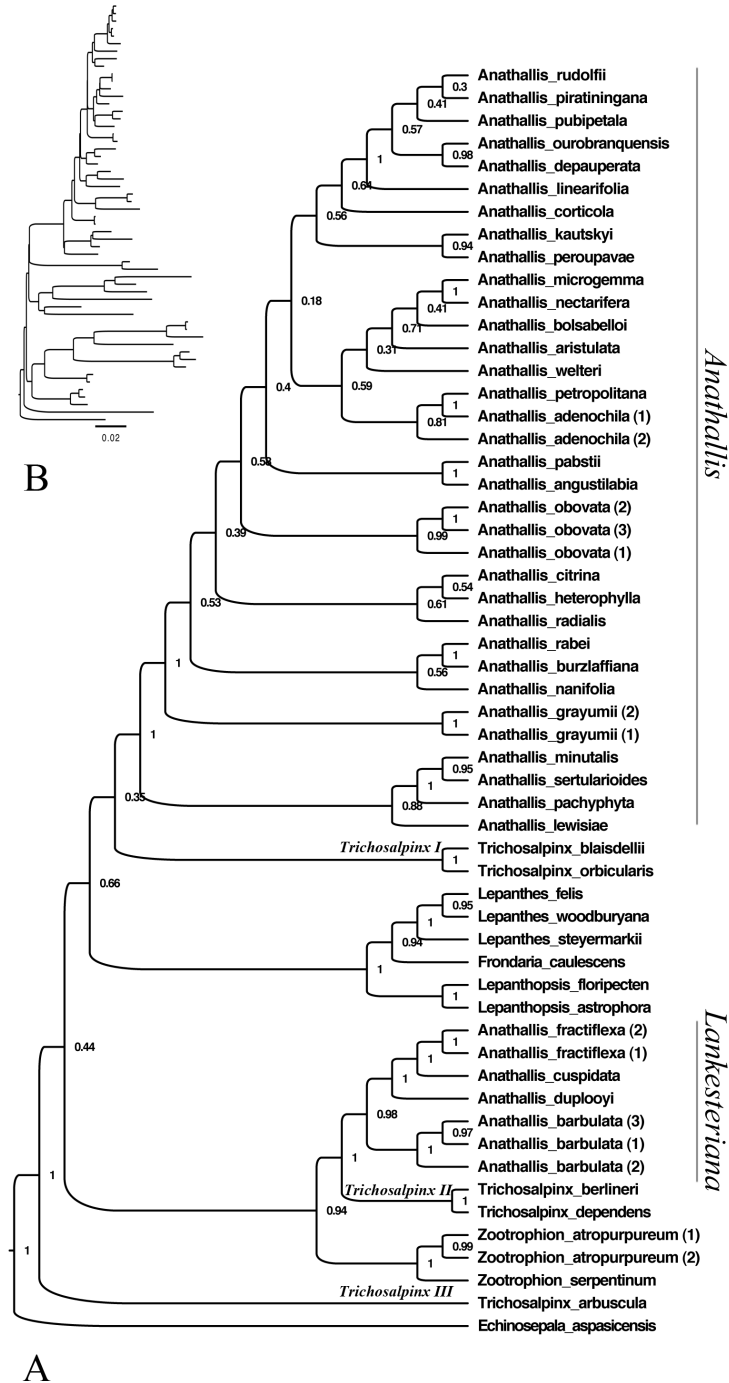 0.02
B
Anathallis_rudolfii
0.3
Anathallis_piratiningana
0.41
Anathallis_pubipetala
0.57
Anathallis_ourobranquensis
0.98
Anathallis_depauperata
1
0.64
Anathallis_linearifolia
0.56
Anathallis_corticola
Anathallis_kautskyi
0.94
Anathallis_peroupavae
0.18
Anathallis_microgemma
1
Anathallis_nectarifera
0.41
Anathallis_bolsabelloi
0.71
Anathallis_aristulata
0.31
Anathallis_welteri
0.59
0.4
Anathallis_petropolitana
1
Anathallis_adenochila (1)
0.81
Anathallis_adenochila (2)
0.58
Anathallis_pabstii
1
Anathallis_angustilabia
Anathallis_obovata (2)
1
Anathallis_obovata (3)
0.39
0.99
Anathallis_obovata (1)
Anathallis_citrina
0.54
Anathallis_heterophylla
0.53
0.61
Anathallis_radialis
Anathallis_rabei
1
Anathallis_burzlaffiana
1
0.56
Anathallis_nanifolia
Anathallis_grayumii (2)
1
Anathallis_grayumii (1)
1
Anathallis_minutalis
0.95
Anathallis_sertularioides
1
Anathallis_pachyphyta
0.35
0.88
Anathallis_lewisiae
Anathallis
Trichosalpinx I
Trichosalpinx_blaisdellii
1
Trichosalpinx_orbicularis
0.66
Lepanthes_felis
0.95
Lepanthes_woodburyana
1
Lepanthes_steyermarkii
0.94
Frondaria_caulescens
1
Lepanthopsis_floripecten
1
Lepanthopsis_astrophora
0.44
Anathallis_fractiflexa (2)
1
Anathallis_fractiflexa (1)
1
Anathallis_cuspidata
1
Anathallis_duplooyi
0.98
Anathallis_barbulata (3)
0.97
Anathallis_barbulata (1)
1
Anathallis_barbulata (2)
Lankesteriana
1
1
Trichosalpinx II
Trichosalpinx_berlineri
1
Trichosalpinx_dependens
0.94
Zootrophion_atropurpureum (1)
0.99
Zootrophion_atropurpureum (2)
1
1
Zootrophion_serpentinum
Trichosalpinx III
Trichosalpinx_arbuscula
Echinosepala_aspasicensis
A